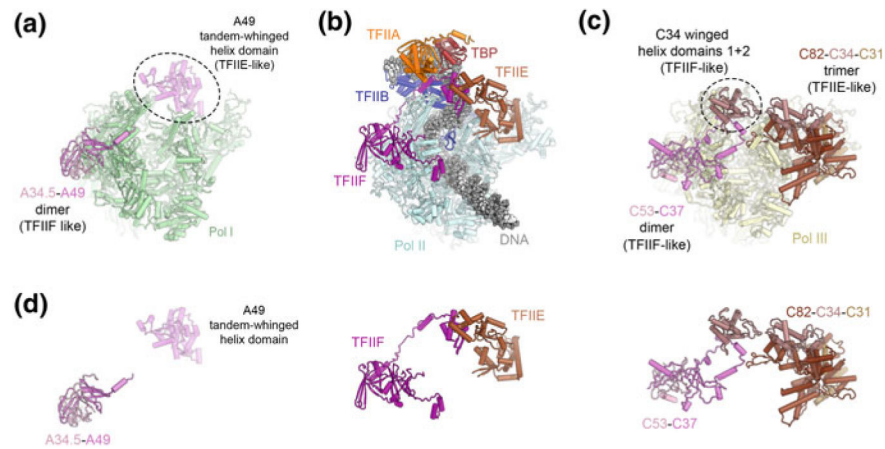 (a)
A49
tandem-whinged
helix domain
(TFIIE-like)
A34.5-A49
dimer
(TFIIF like)
Pol I
(b)
TFIIA
TBP
TFIIE
TFIIB
TFIIF
Pol II
DNA
(c)
C34 winged
helix domains 1+2
(TFIIF-like)
C82-C34-C31
trimer
(TFIIE-like)
C53-C37
dimer
(TFIIF-like)
Pol III
(d)
A49
tandem-whinged
helix domain
A34.5-A49
TFIIF
TFIIE
C82-C34-C31
C53-C37